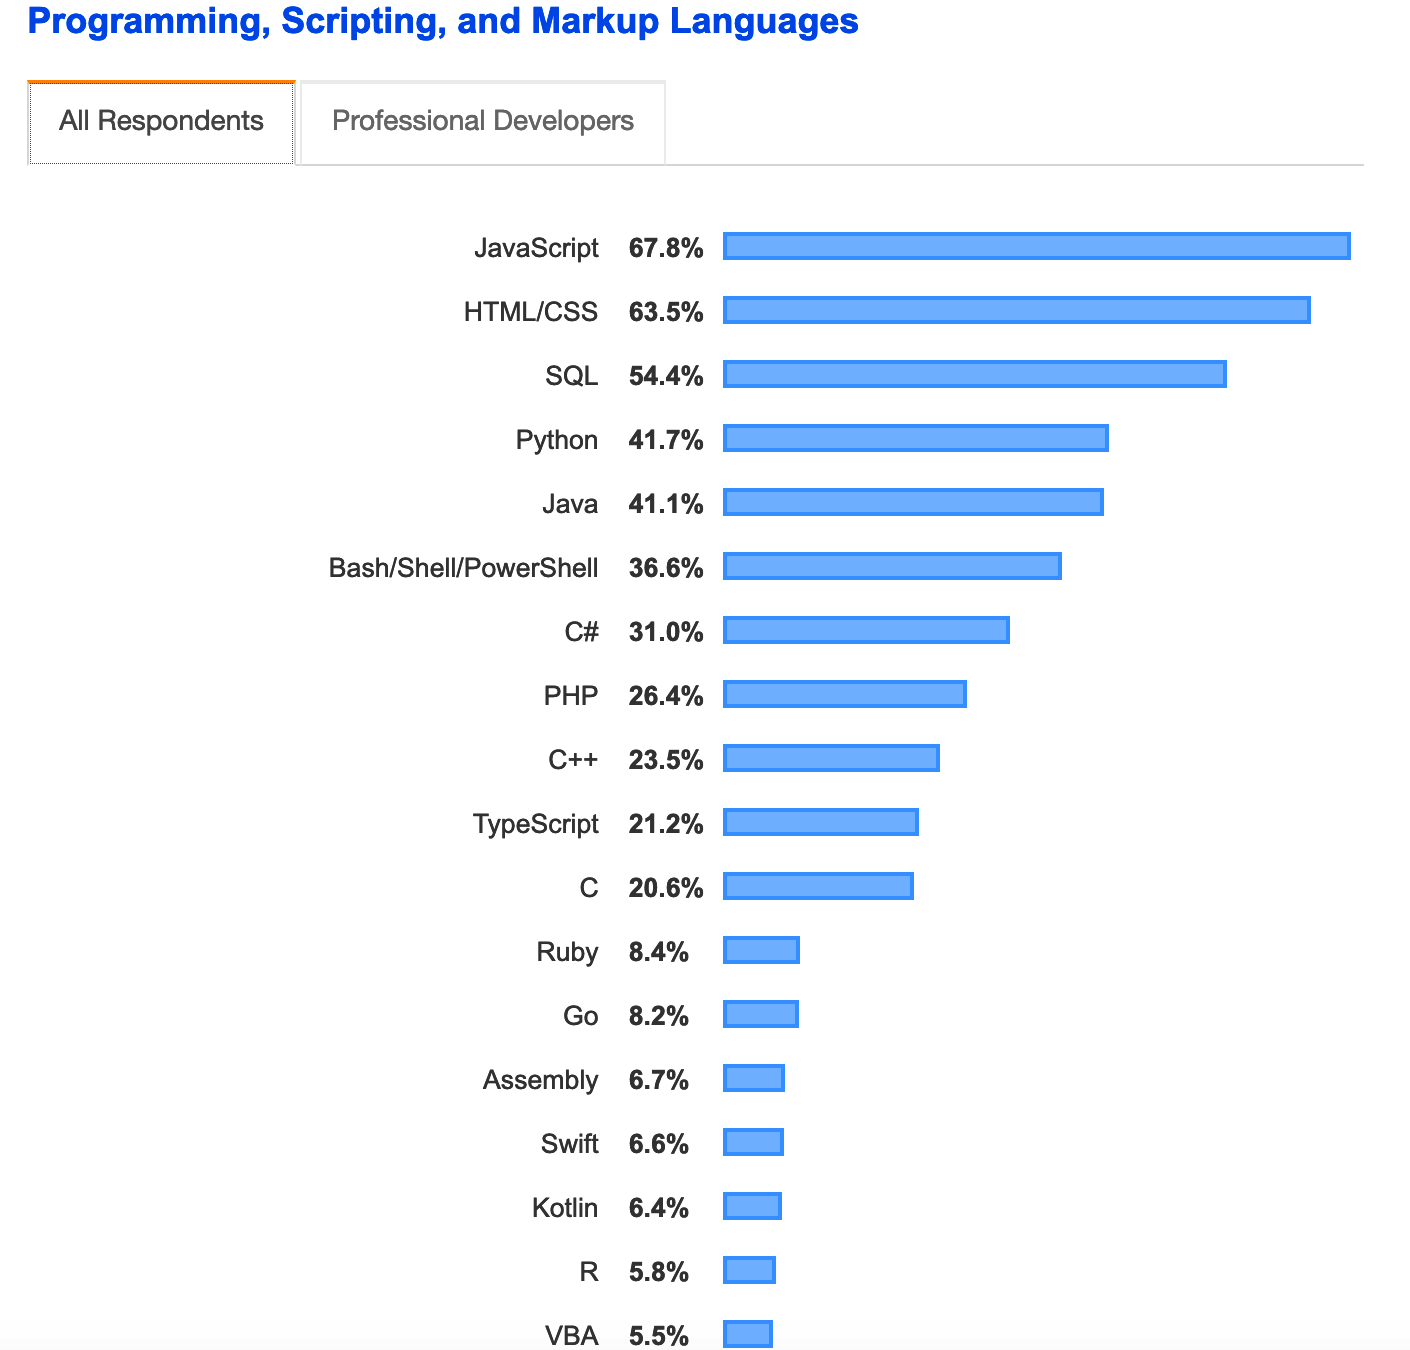 Programming, Scripting, and Markup Languages
All Respondents Professional Developers
JavaScript 67.8%
HTML/CSS 63.5%
SQL 54.4%
Python 41.7%
Java 41.1%
Bash/Shell/PowerShell 36.6%
C# 31.0%
PHP 26.4%
C++ 23.5%
TypeScript 21.2%
C 20.6%
Ruby 8.4%
Go 8.2%
Assembly 6.7%
Swift 6.6%
Kotlin 6.4%
R 5.8%
VBA 5.5%